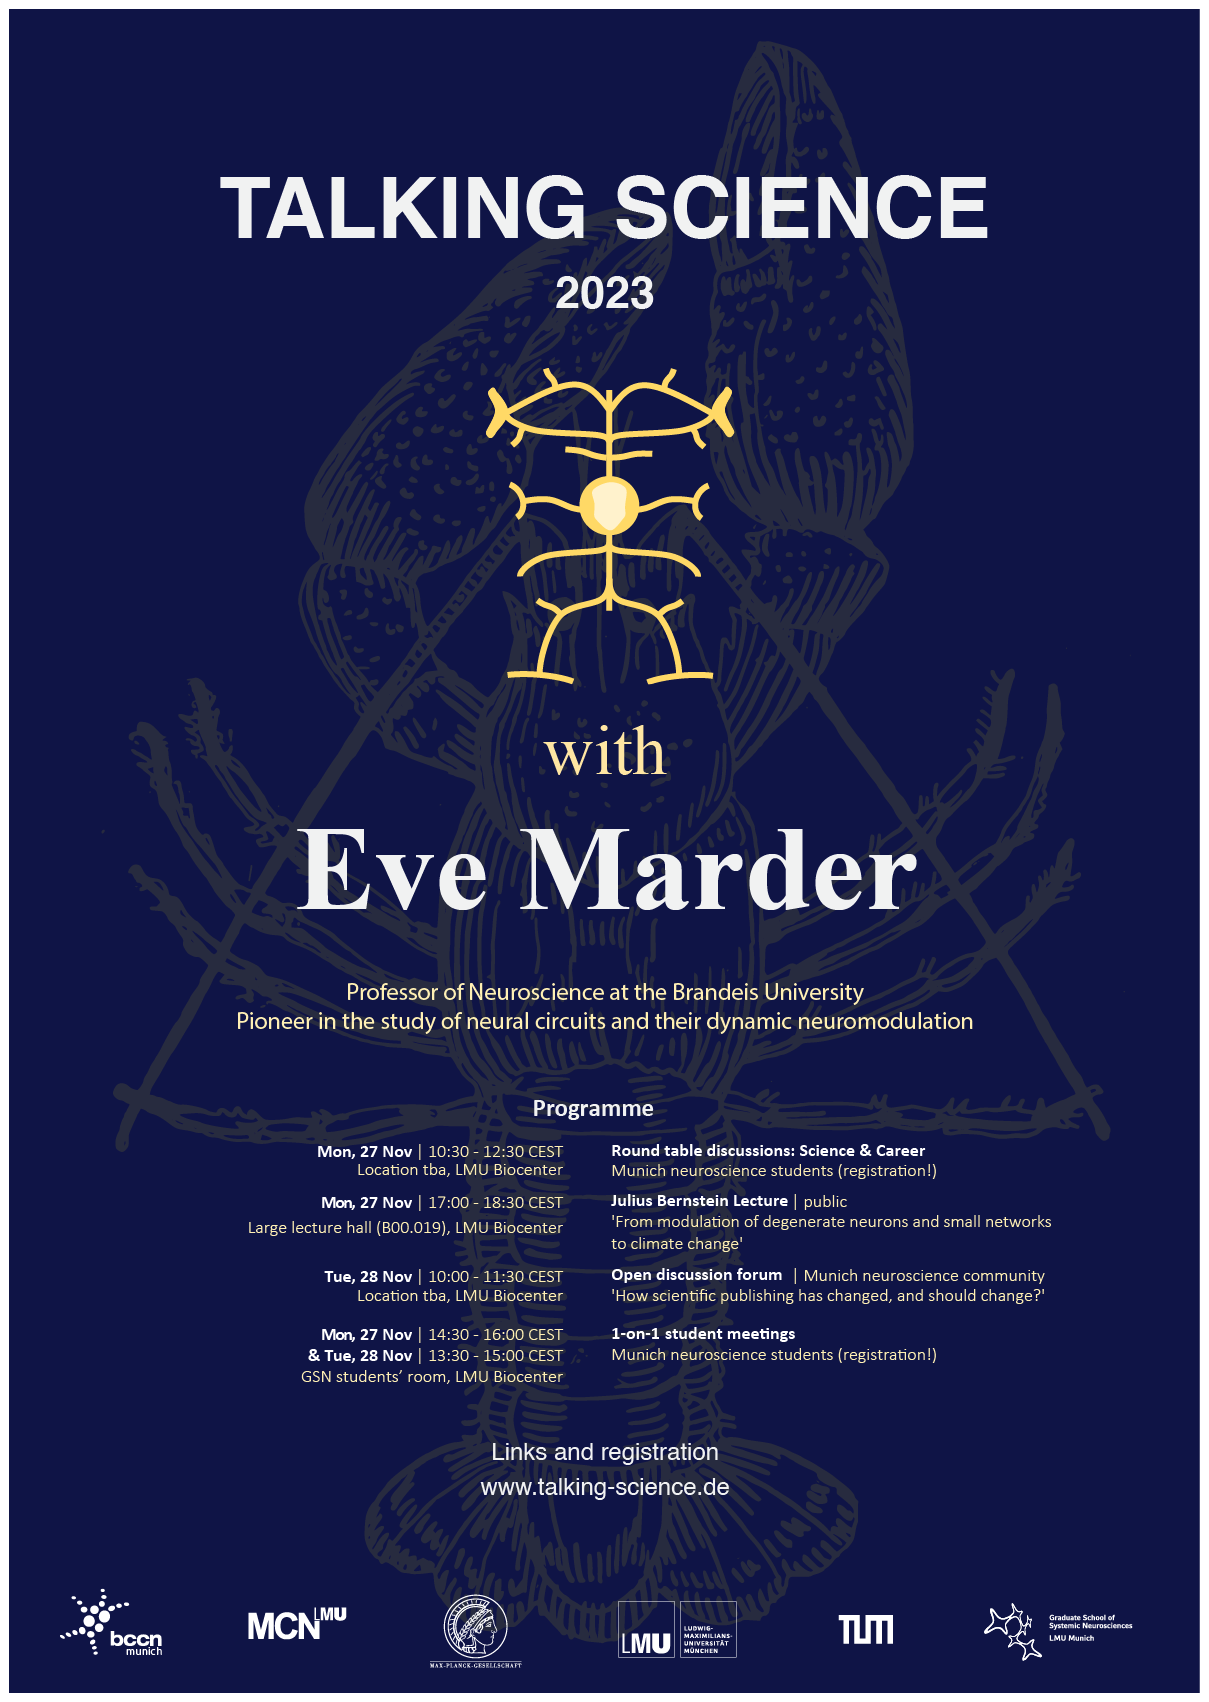 TALKING SCIENCE
2023
with
Eve Marder
Professor of Neuroscience at the Brandeis University
Pioneer in the study of neural circuits and their dynamic neuromodulation
Programme
Mon, 27 Nov | 10:30 - 12:30 CEST
Location tba, LMU Biocenter
Round table discussions: Science & Career
Munich neuroscience students (registration!)
Mon, 27 Nov | 17:00 - 18:30 CEST
Large lecture hall (B00.019), LMU Biocenter
Julius Bernstein Lecture | public
'From modulation of degenerate neurons and small networks
to climate change'
Tue, 28 Nov | 10:00 - 11:30 CEST
Location tba, LMU Biocenter
Open discussion forum | Munich neuroscience community
'How scientific publishing has changed, and should change?'
Mon, 27 Nov | 14:30 - 16:00 CEST
& Tue, 28 Nov | 13:30 - 15:00 CEST
GSN students’ room, LMU Biocenter
1-on-1 student meetings
Munich neuroscience students (registration!)
Links and registration
www.talking-science.de
bccn
munich
MCN LMU
MAX-PLANCK-GESELLSCHAFT
LMU
LUDWIG-
MAXIMILIANS-
UNIVERSITÄT
MÜNCHEN
TUM
Graduate School of
Systemic Neurosciences
LMU Munich